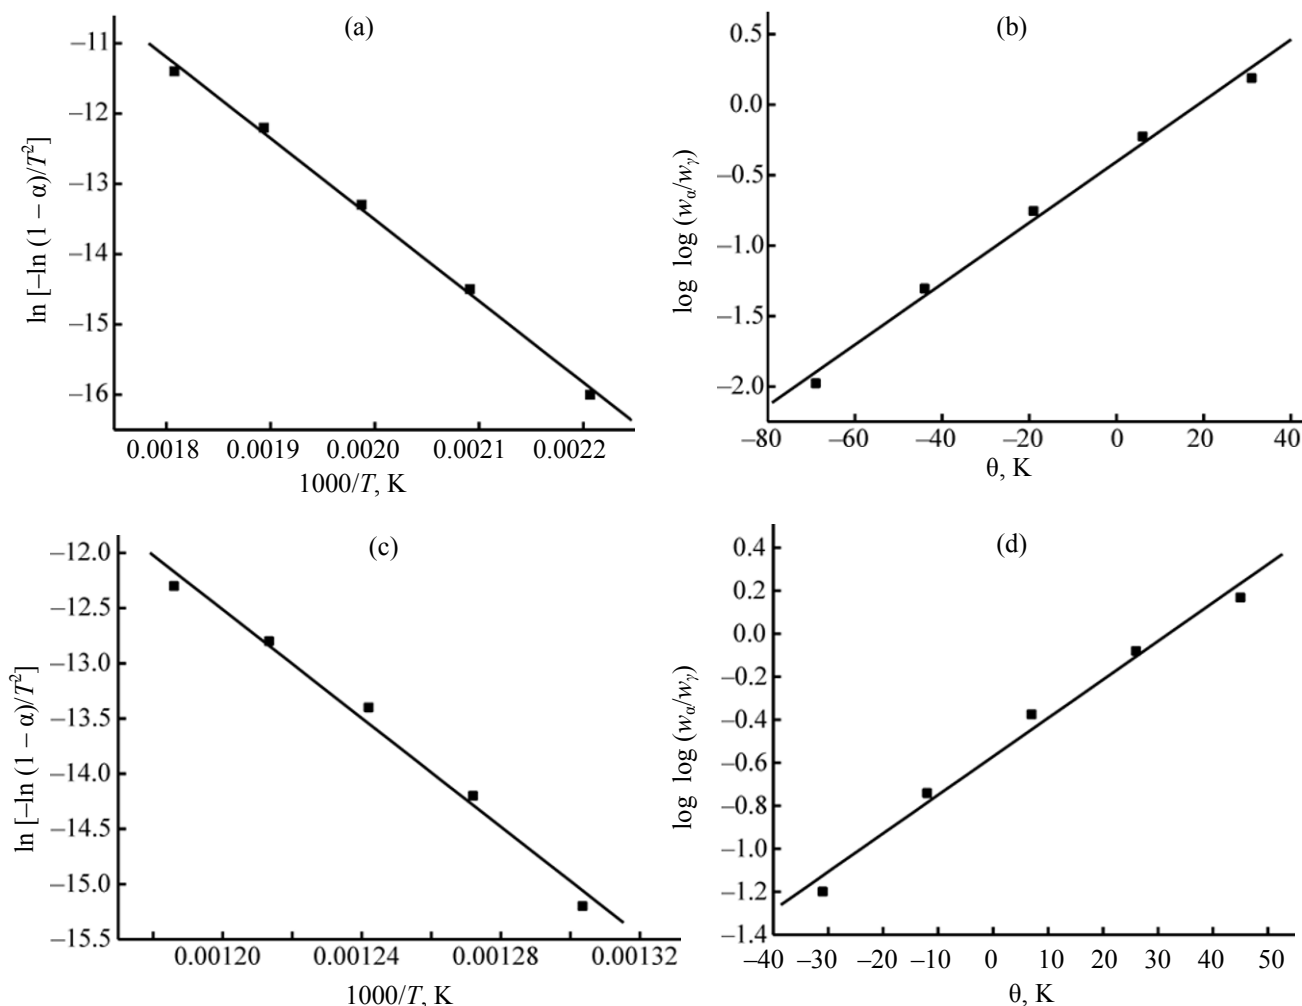 (a)
ln [–ln (1 – α)/T²]
–11
–12
–13
–14
–15
–16
0.0018 0.0019 0.0020 0.0021 0.0022
1000/T, K
(b)
log log (wα/wγ)
0.5
0.0
–0.5
–1.0
–1.5
–2.0
–80 –60 –40 –20 0 20 40
θ, K
(c)
ln [–ln (1 – α)/T²]
–12.0
–12.5
–13.0
–13.5
–14.0
–14.5
–15.0
–15.5
0.00120 0.00124 0.00128 0.00132
1000/T, K
(d)
log log (wα/wγ)
0.4
0.2
0.0
–0.2
–0.4
–0.6
–0.8
–1.0
–1.2
–1.4
–40 –20 –10 0 10 20 30 40 50
θ, K